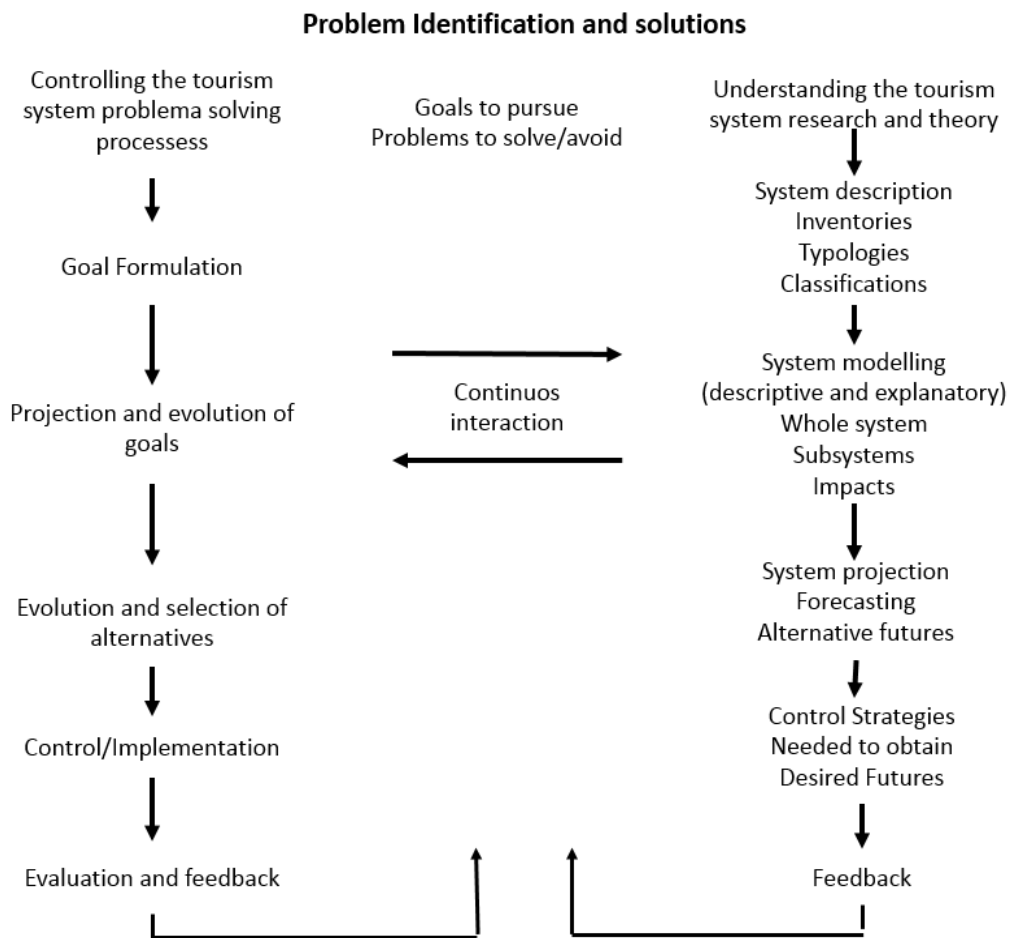 Problem Identification and solutions
Controlling the tourism
system problema solving
processess
Goal Formulation
Projection and evolution of
goals
Evolution and selection of
alternatives
Control/Implementation
Evaluation and feedback
Goals to pursue
Problems to solve/avoid
Continuos
interaction
Understanding the tourism
system research and theory
System description
Inventories
Typologies
Classifications
System modelling
(descriptive and explanatory)
Whole system
Subsystems
Impacts
System projection
Forecasting
Alternative futures
Control Strategies
Needed to obtain
Desired Futures
Feedback